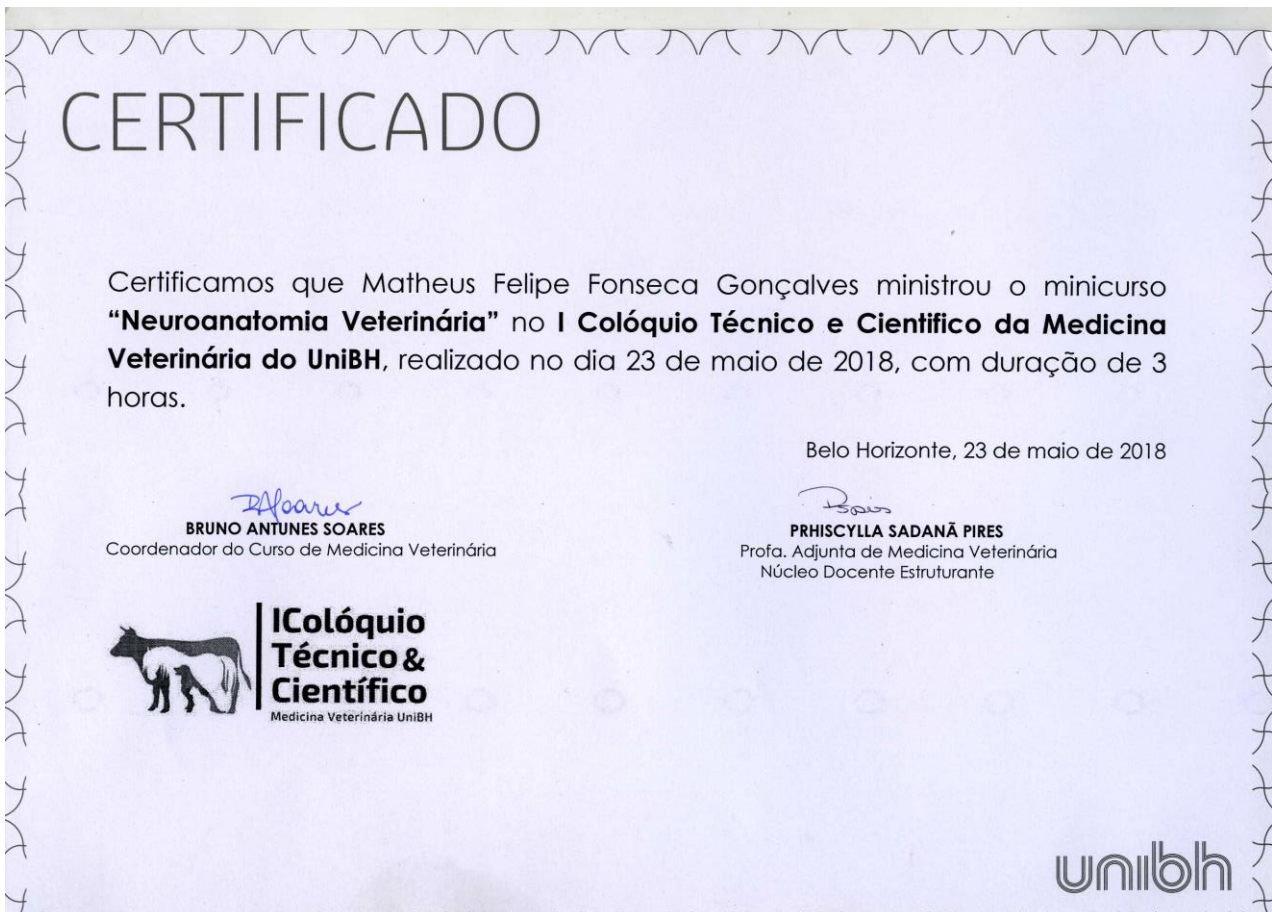 CERTIFICADO
Certificamos que Matheus Felipe Fonseca Gonçalves ministrou o minicurso
“Neuroanatomia Veterinária” no I Colóquio Técnico e Cientifico da Medicina
Veterinária do UniBH, realizado no dia 23 de maio de 2018, com duração de 3
horas.
Belo Horizonte, 23 de maio de 2018
BRUNO ANTUNES SOARES
Coordenador do Curso de Medicina Veterinária
PRHISCYLLA SADANÃ PIRES
Profa. Adjunta de Medicina Veterinária
Núcleo Docente Estruturante
IColóquio
Técnico &
Científico
Medicina Veterinária UniBH
unibh